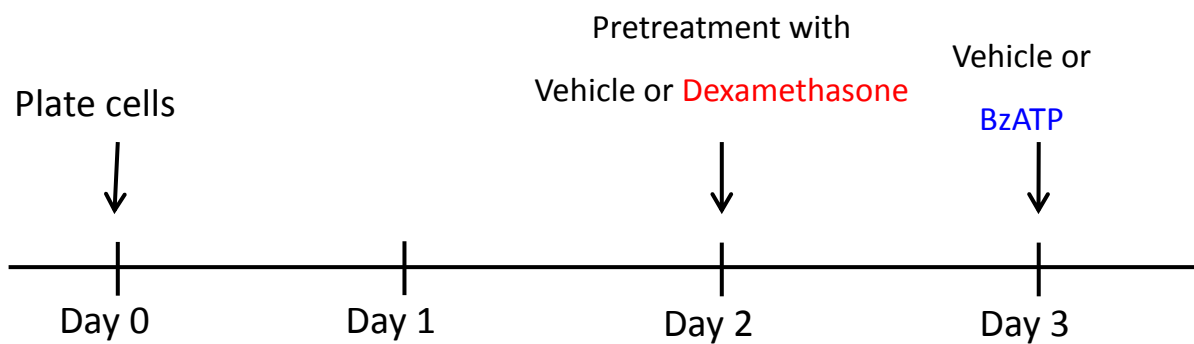 Plate cells
Pretreatment with
Vehicle or Dexamethasone
Vehicle or
BzATP
Day 0
Day 1
Day 2
Day 3